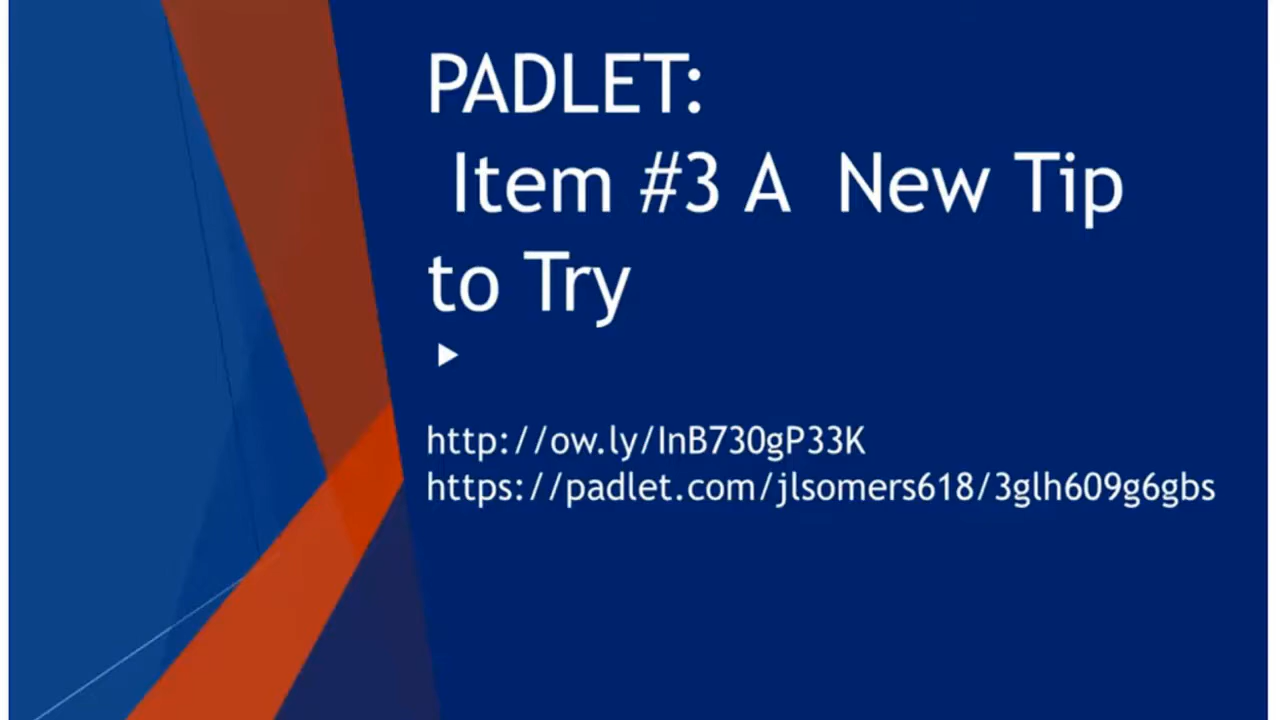 PADLET:
Item #3 A New Tip
to Try
http://ow.ly/InB730gP33K
https://padlet.com/jlsomers618/3glh609g6gbs